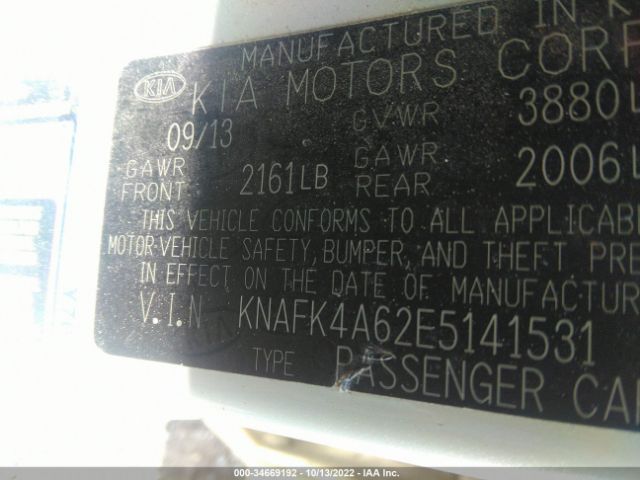 MANUFACTURED IN K
KIA KIA MOTORS CORP
09/13 GVWR 3880
GAWR FRONT 2161LB GAWR REAR 2006
THIS VEHICLE CONFORMS TO ALL APPLICABL
MOTOR VEHICLE SAFETY, BUMPER, AND THEFT PRE
IN EFFECT ON THE DATE OF MANUFACTUR
V.I.N KNAFK4A62E5141531
TYPE PASSENGER CA
000-34669192 - 10/13/2022 - IAA Inc.